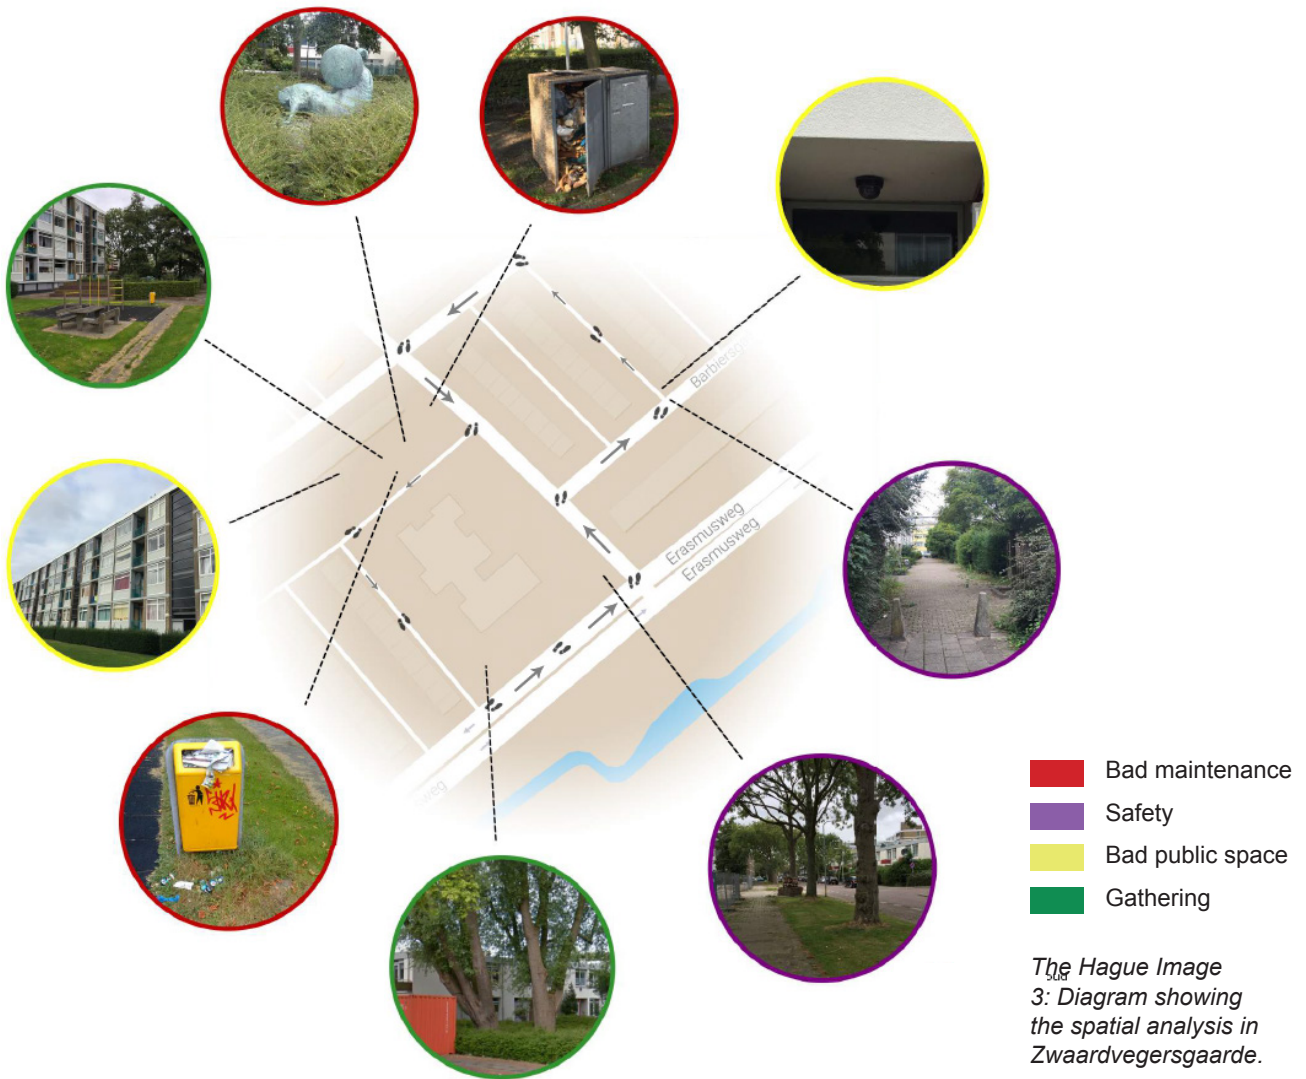 Barbiersg
Erasmusweg
Erasmusweg
weg
Bad maintenance
Safety
Bad public space
Gathering
The Hague Image
3: Diagram showing
the spatial analysis in
Zwaardvegersgaarde.